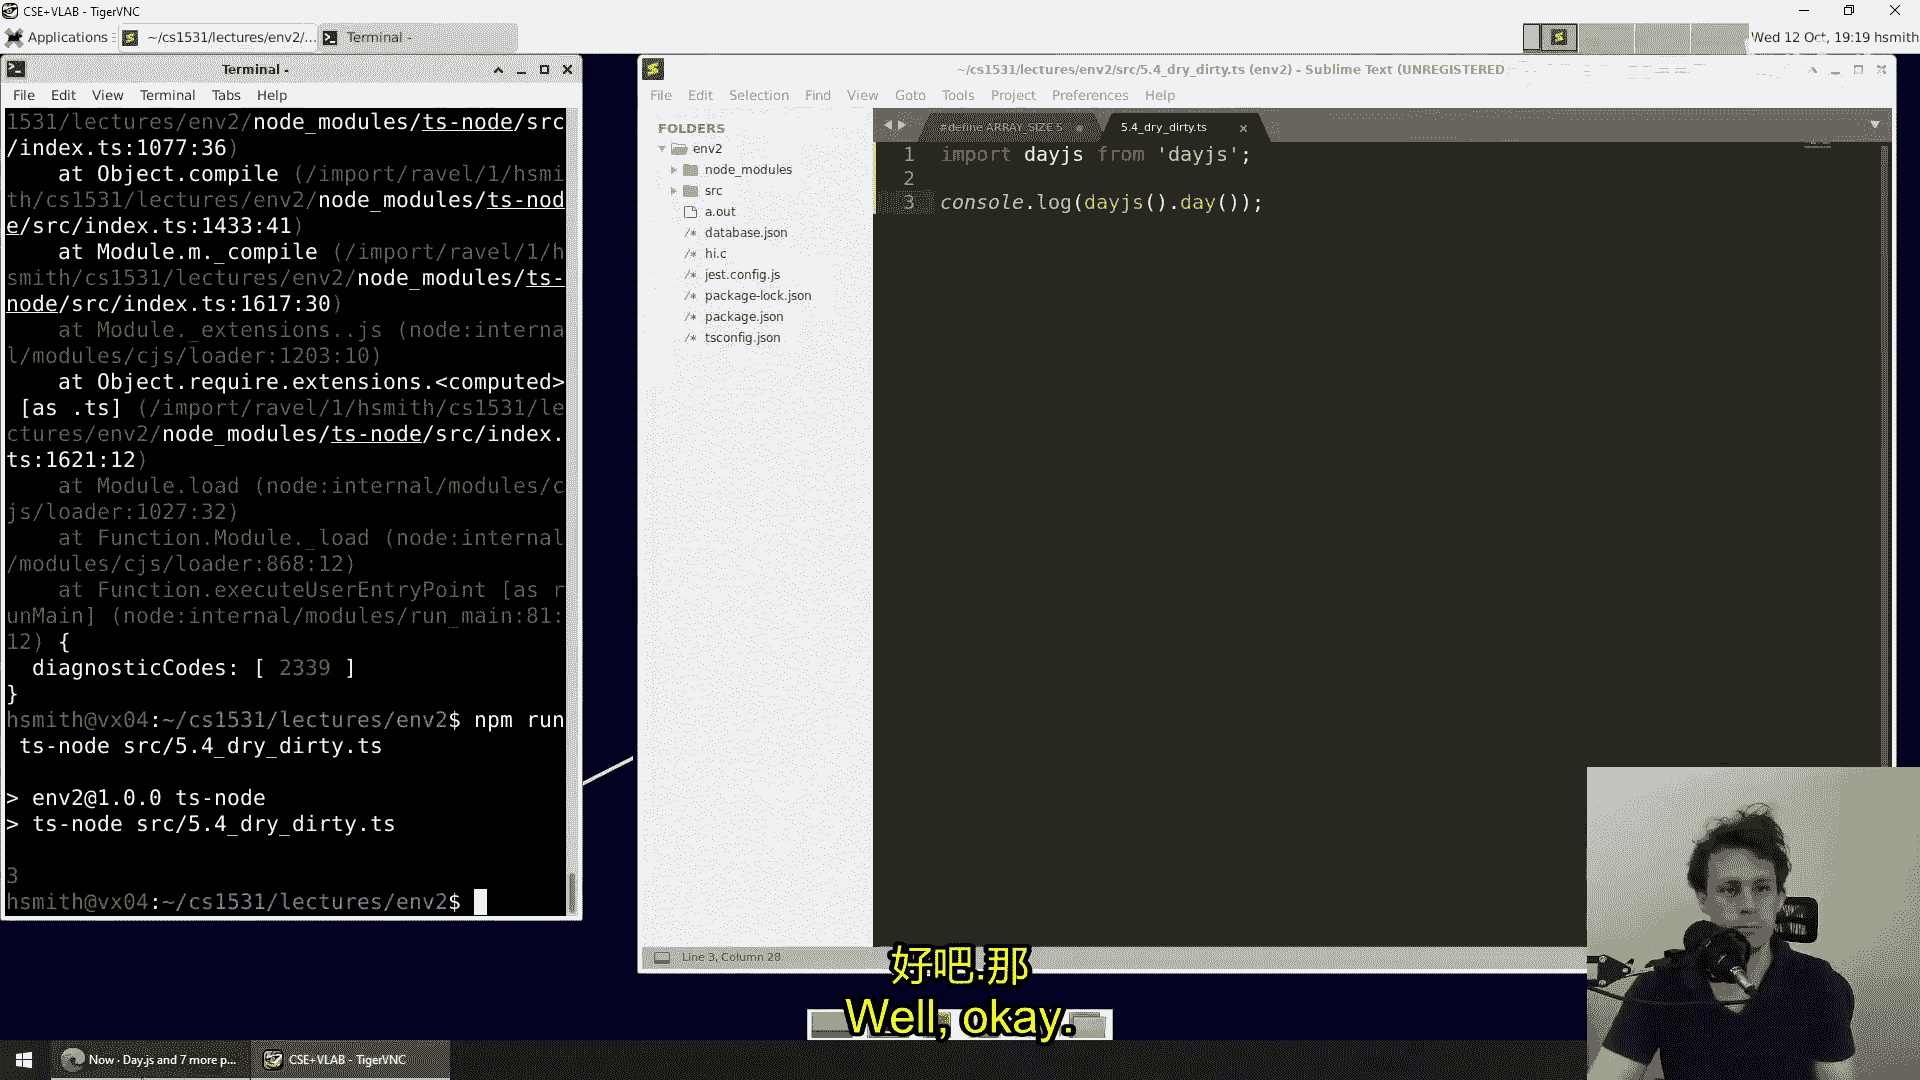 CSE+VLAB - TigerVNC
Applications
~/cs1531/lectures/env2/...
Terminal -
Wed 12 Oct, 19:19 hsmith
Terminal -
File Edit View Terminal Tabs Help
1531/lectures/env2/node_modules/ts-node/src
/index.ts:1077:36)
at Object.compile (/import/ravel/1/hsmi
th/cs1531/lectures/env2/node_modules/ts-nod
e/src/index.ts:1433:41)
at Module.m._compile (/import/ravel/1/h
smith/cs1531/lectures/env2/node_modules/ts-
node/src/index.ts:1617:30)
at Module._extensions..js (node:interna
l/modules/cjs/loader:1203:10)
at Object.require.extensions.<computed>
[as .ts] (/import/ravel/1/hsmith/cs1531/le
ctures/env2/node_modules/ts-node/src/index.
ts:1621:12)
at Module.load (node:internal/modules/c
js/loader:1027:32)
at Function.Module._load (node:internal
/modules/cjs/loader:868:12)
at Function.executeUserEntryPoint [as r
unMain] (node:internal/modules/run_main:81:
12) {
diagnosticCodes: [ 2339 ]
}
hsmith@vx04:~/cs1531/lectures/env2$ npm run
ts-node src/5.4_dry_dirty.ts
> env2@1.0.0 ts-node
> ts-node src/5.4_dry_dirty.ts
3
hsmith@vx04:~/cs1531/lectures/env2$
~/cs1531/lectures/env2/src/5.4_dry_dirty.ts (env2) - Sublime Text (UNREGISTERED
File Edit Selection Find View Goto Tools Project Preferences Help
FOLDERS
env2
node_modules
src
a.out
/* database.json
/* hi.c
/* jest.config.js
/* package-lock.json
/* package.json
/* tsconfig.json
#define ARRAY_SIZE 5
5.4_dry_dirty.ts
1 import dayjs from 'dayjs';
2
3 console.log(dayjs().day());
Line 3, Column 28
好吧.那
Well, okay.
Now · Day.js and 7 more p...
CSE+VLAB - TigerVNC